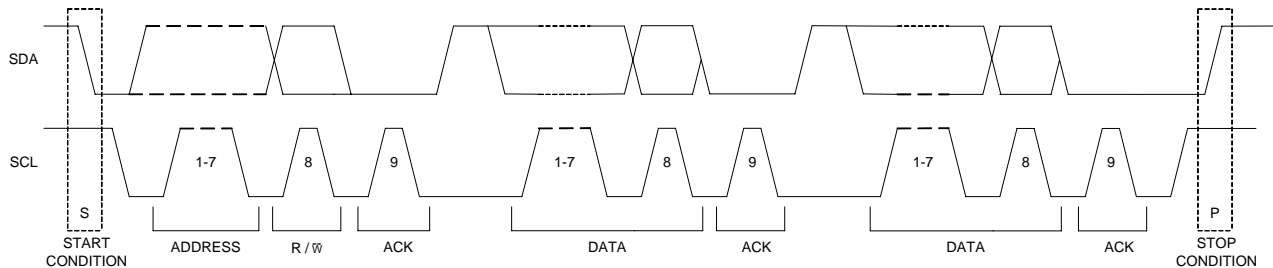 SDA
SCL
1-7
8
9
1-7
8
9
1-7
8
9
S
P
START
CONDITION
ADDRESS
R / W̅
ACK
DATA
ACK
DATA
ACK
STOP
CONDITION